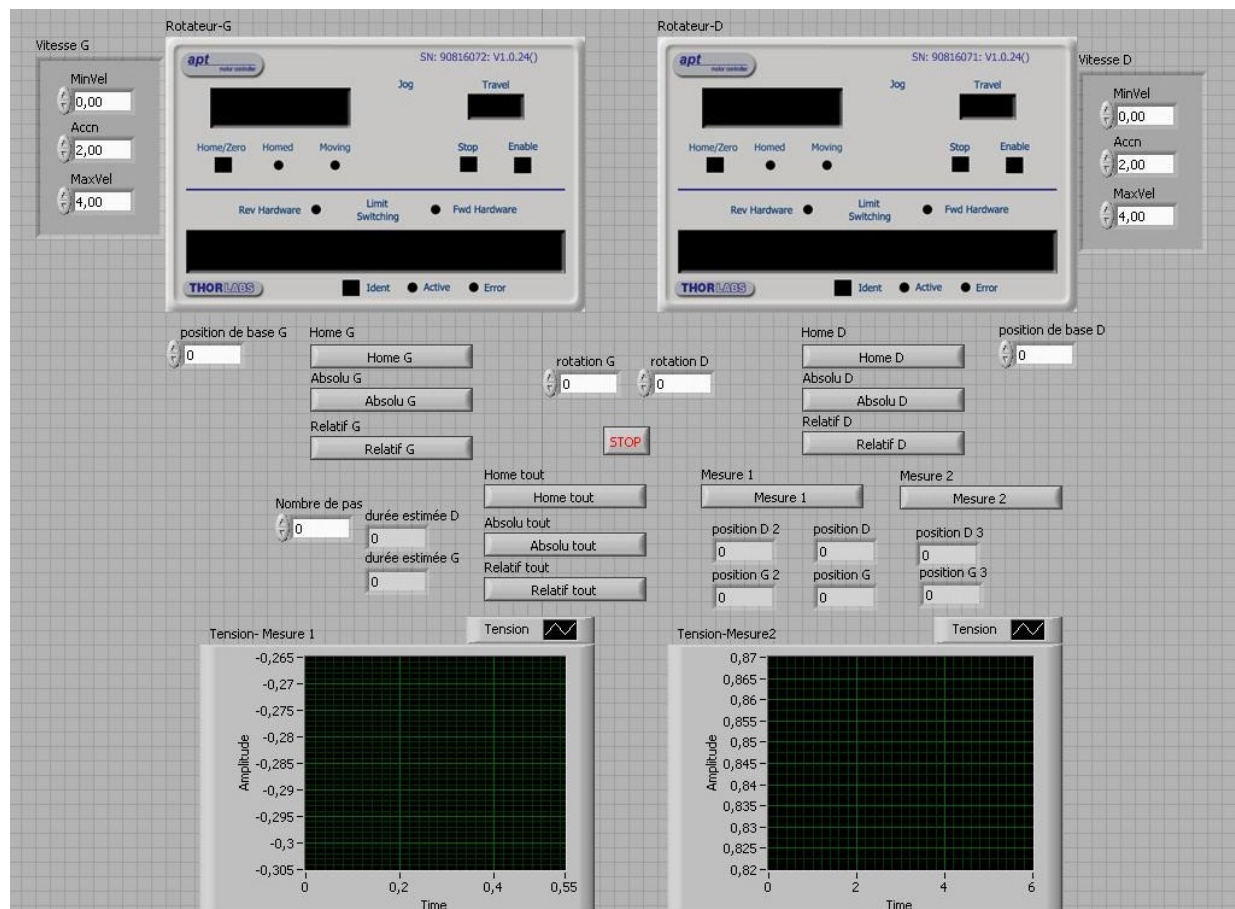 Rotateur-G
Rotateur-D
Vitesse G
MinVel
0,00
Accn
2,00
MaxVel
4,00
apt
motor controller
SN: 90816072: V1.0.24()
Jog
Travel
Home/Zero Homed Moving Stop Enable
Rev Hardware Limit Switching Fwd Hardware
THORLABS
Ident Active Error
apt
motor controller
SN: 90816071: V1.0.24()
Jog
Travel
Home/Zero Homed Moving Stop Enable
Rev Hardware Limit Switching Fwd Hardware
THORLABS
Ident Active Error
Vitesse D
MinVel
0,00
Accn
2,00
MaxVel
4,00
position de base G
0
Home G
Home G
Absolu G
Absolu G
Relatif G
Relatif G
rotation G
0
rotation D
0
STOP
Home D
Home D
Absolu D
Absolu D
Relatif D
Relatif D
position de base D
0
Nombre de pas
0
durée estimée D
0
durée estimée G
0
Home tout
Home tout
Absolu tout
Absolu tout
Relatif tout
Relatif tout
Mesure 1
Mesure 1
position D 2
0
position D
0
position G 2
0
position G
0
Mesure 2
Mesure 2
position D 3
0
position G 3
0
Tension- Mesure 1
Tension
Amplitude
-0,265
-0,27
-0,275
-0,28
-0,285
-0,29
-0,295
-0,3
-0,305
0 0,2 0,4 0,55
Time
Tension-Mesure2
Tension
Amplitude
0,87
0,865
0,86
0,855
0,85
0,845
0,84
0,835
0,83
0,825
0,82
0 2 4 6
Time